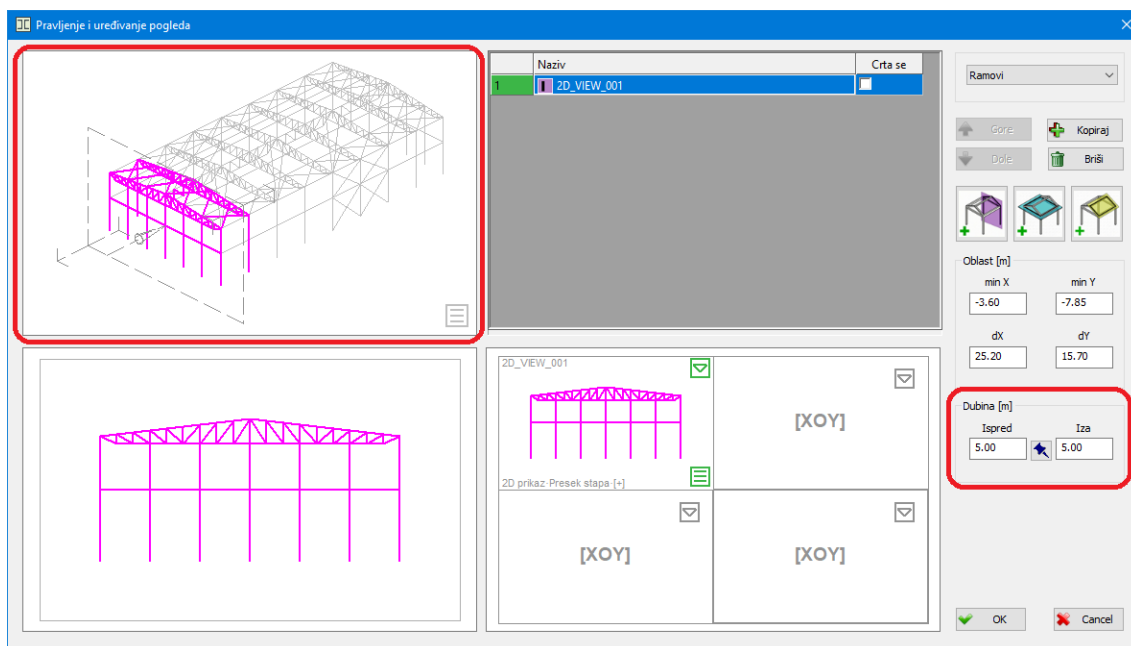 Pravljenje i uređivanje pogleda
Naziv Crta se
1 2D_VIEW_001
Ramovi
Gore Kopiraj
Dole Briši
Oblast [m]
min X min Y
-3.60 -7.85
dX dY
25.20 15.70
Dubina [m]
Ispred Iza
5.00 5.00
2D_VIEW_001
[XOY]
2D prikaz·Presek stapa·[+]
[XOY] [XOY]
OK Cancel